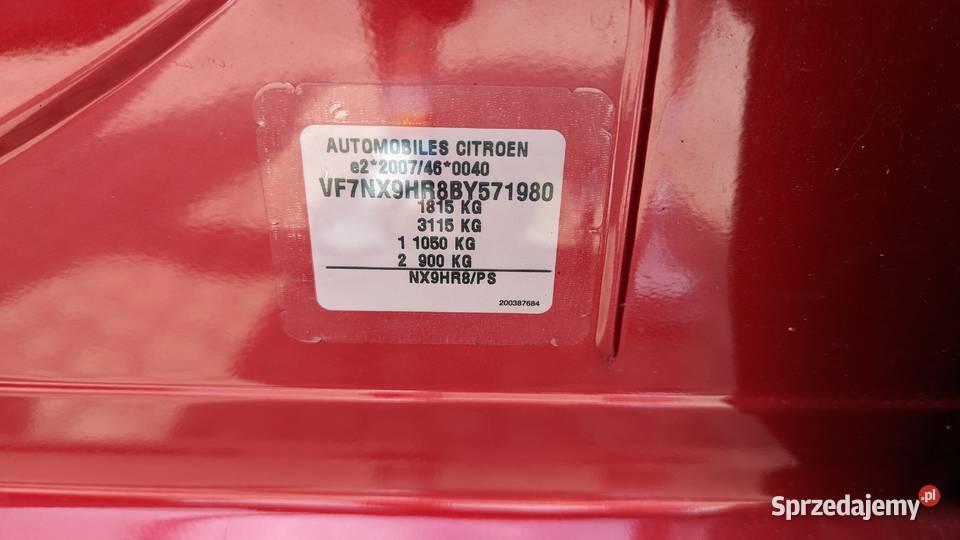 AUTOMOBILES CITROEN
e2*2007/46*0040
VF7NX9HR8BY571980
1815 KG
3115 KG
1 1050 KG
2 900 KG
NX9HR8/PS
200387684
Sprzedajemy.pl